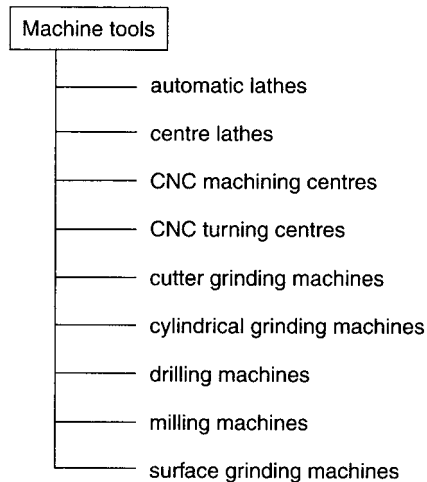 Machine tools
automatic lathes
centre lathes
CNC machining centres
CNC turning centres
cutter grinding machines
cylindrical grinding machines
drilling machines
milling machines
surface grinding machines